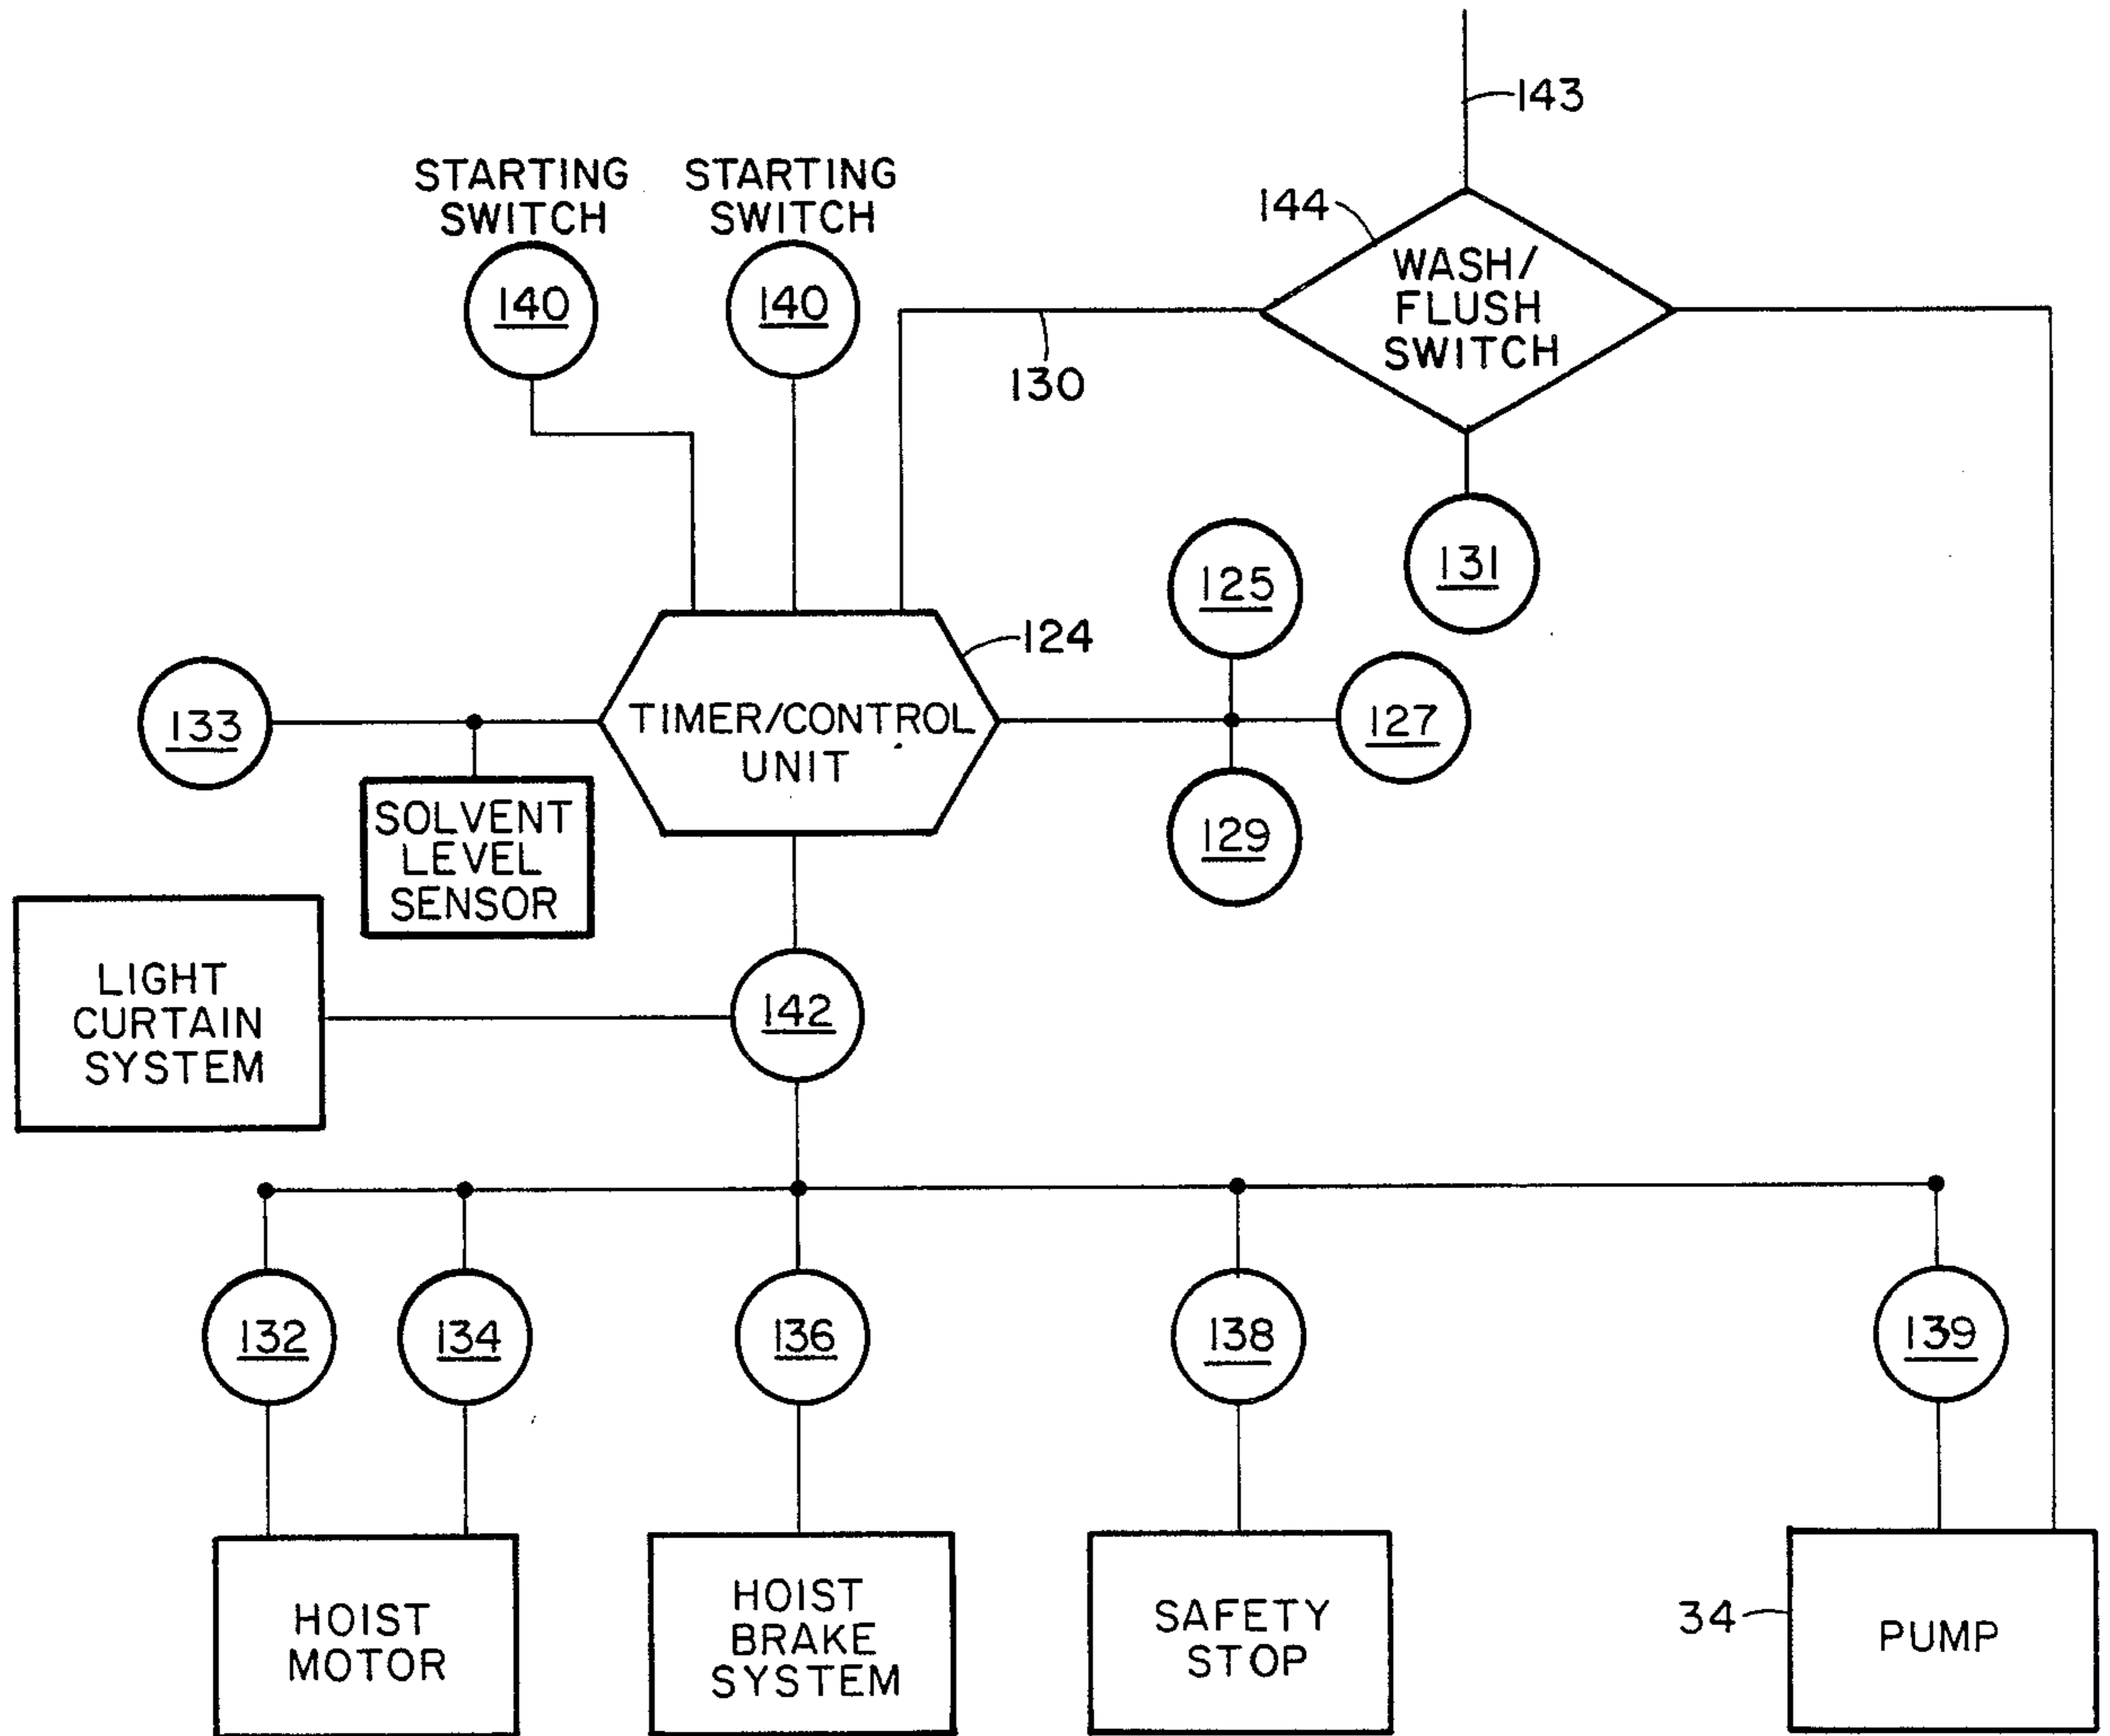 143
STARTING
SWITCH
STARTING
SWITCH
144
WASH/
FLUSH
SWITCH
140
140
130
131
125
124
127
133
TIMER/CONTROL
UNIT
129
SOLVENT
LEVEL
SENSOR
LIGHT
CURTAIN
SYSTEM
142
132
134
136
138
139
HOIST
MOTOR
HOIST
BRAKE
SYSTEM
SAFETY
STOP
34
PUMP